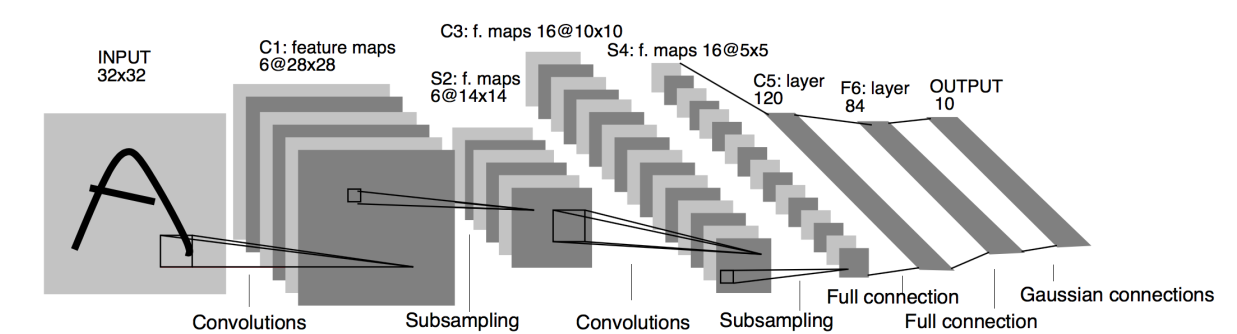 INPUT
32x32
C1: feature maps
6@28x28
S2: f. maps
6@14x14
C3: f. maps 16@10x10
S4: f. maps 16@5x5
C5: layer
120
F6: layer
84
OUTPUT
10
Convolutions
Subsampling
Convolutions
Subsampling
Full connection
Full connection
Gaussian connections